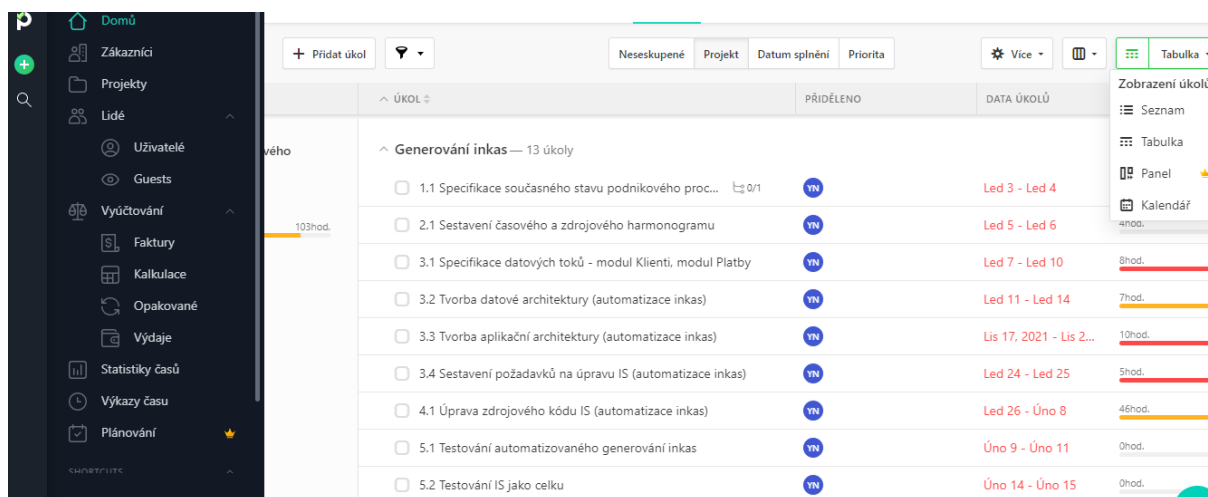 Domů
Zákazníci
Projekty
Lidé
Uživatelé
Guests
Vyúčtování
Faktury
Kalkulace
Opakované
Výdaje
Statistiky časů
Výkazy času
Plánování
SHORTCUTS
+ Přidat úkol
Neseskupené Projekt Datum splnění Priorita
Více
Tabulka
Zobrazení úkolů
Seznam
Tabulka
Panel
Kalendář
ÚKOL PŘIDĚLENO DATA ÚKOLŮ
vého
103hod.
Generování inkas — 13 úkoly
1.1 Specifikace současného stavu podnikového proc... 0/1 YN Led 3 - Led 4
2.1 Sestavení časového a zdrojového harmonogramu YN Led 5 - Led 6 4hod.
3.1 Specifikace datových toků - modul Klienti, modul Platby YN Led 7 - Led 10 8hod.
3.2 Tvorba datové architektury (automatizace inkas) YN Led 11 - Led 14 7hod.
3.3 Tvorba aplikační architektury (automatizace inkas) YN Lis 17, 2021 - Lis 2... 10hod.
3.4 Sestavení požadavků na úpravu IS (automatizace inkas) YN Led 24 - Led 25 5hod.
4.1 Úprava zdrojového kódu IS (automatizace inkas) YN Led 26 - Úno 8 46hod.
5.1 Testování automatizovaného generování inkas YN Úno 9 - Úno 11 0hod.
5.2 Testování IS jako celku YN Úno 14 - Úno 15 0hod.